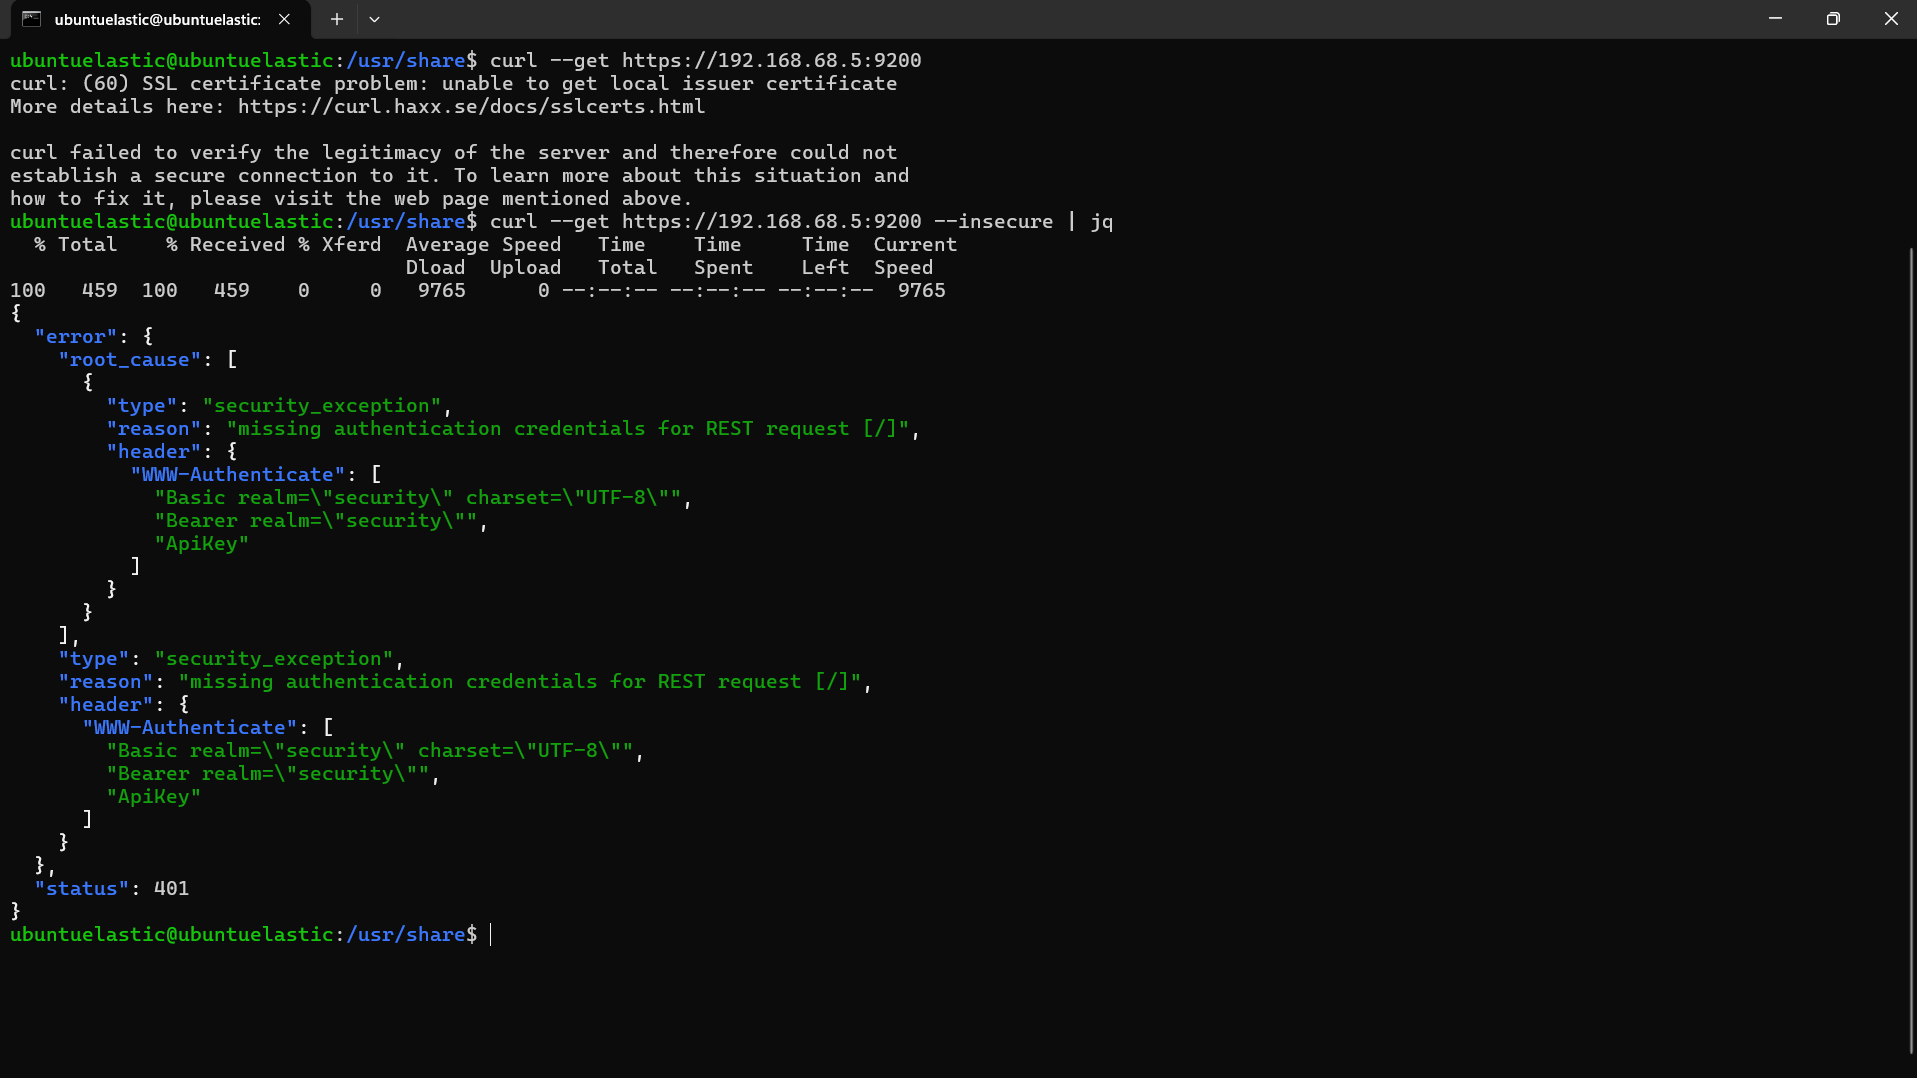 ubuntuelastic@ubuntuelastic:
ubuntuelastic@ubuntuelastic:/usr/share$ curl --get https://192.168.68.5:9200
curl: (60) SSL certificate problem: unable to get local issuer certificate
More details here: https://curl.haxx.se/docs/sslcerts.html

curl failed to verify the legitimacy of the server and therefore could not
establish a secure connection to it. To learn more about this situation and
how to fix it, please visit the web page mentioned above.
ubuntuelastic@ubuntuelastic:/usr/share$ curl --get https://192.168.68.5:9200 --insecure | jq
  % Total    % Received % Xferd  Average Speed   Time    Time     Time  Current
                                 Dload  Upload   Total   Spent    Left  Speed
100   459  100   459    0     0   9765      0 --:--:-- --:--:-- --:--:--  9765
{
  "error": {
    "root_cause": [
      {
        "type": "security_exception",
        "reason": "missing authentication credentials for REST request [/]",
        "header": {
          "WWW-Authenticate": [
            "Basic realm=\"security\" charset=\"UTF-8\"",
            "Bearer realm=\"security\"",
            "ApiKey"
          ]
        }
      }
    ],
    "type": "security_exception",
    "reason": "missing authentication credentials for REST request [/]",
    "header": {
      "WWW-Authenticate": [
        "Basic realm=\"security\" charset=\"UTF-8\"",
        "Bearer realm=\"security\"",
        "ApiKey"
      ]
    }
  },
  "status": 401
}
ubuntuelastic@ubuntuelastic:/usr/share$